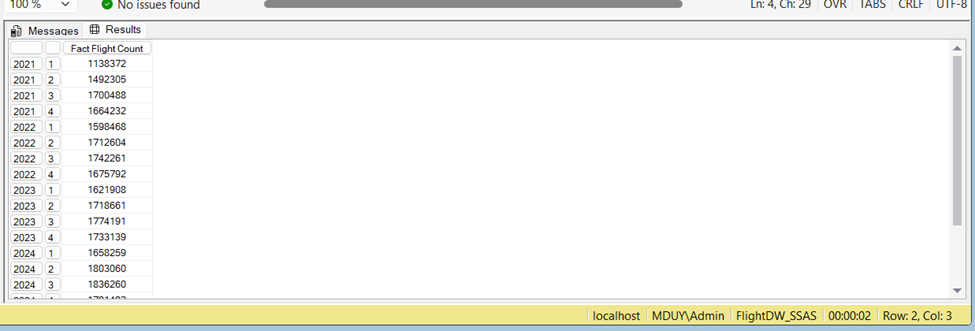 100 % No issues found Ln: 4, Ch: 29 OVR TABS CRLF UTF-8
Messages Results
Fact Flight Count
2021 1 1138372
2021 2 1492305
2021 3 1700488
2021 4 1664232
2022 1 1598468
2022 2 1712604
2022 3 1742261
2022 4 1675792
2023 1 1621908
2023 2 1718661
2023 3 1774191
2023 4 1733139
2024 1 1658259
2024 2 1803060
2024 3 1836260
localhost MDUY\Admin FlightDW_SSAS 00:00:02 Row: 2, Col: 3